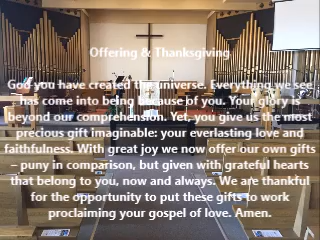 Offering & Thanksgiving
God you have created the universe. Everything we see
has come into being because of you. Your glory is
beyond our comprehension. Yet, you give us the most
precious gift imaginable: your everlasting love and
faithfulness. With great joy we now offer our own gifts
– puny in comparison, but given with grateful hearts
that belong to you, now and always. We are thankful
for the opportunity to put these gifts to work
proclaiming your gospel of love. Amen.